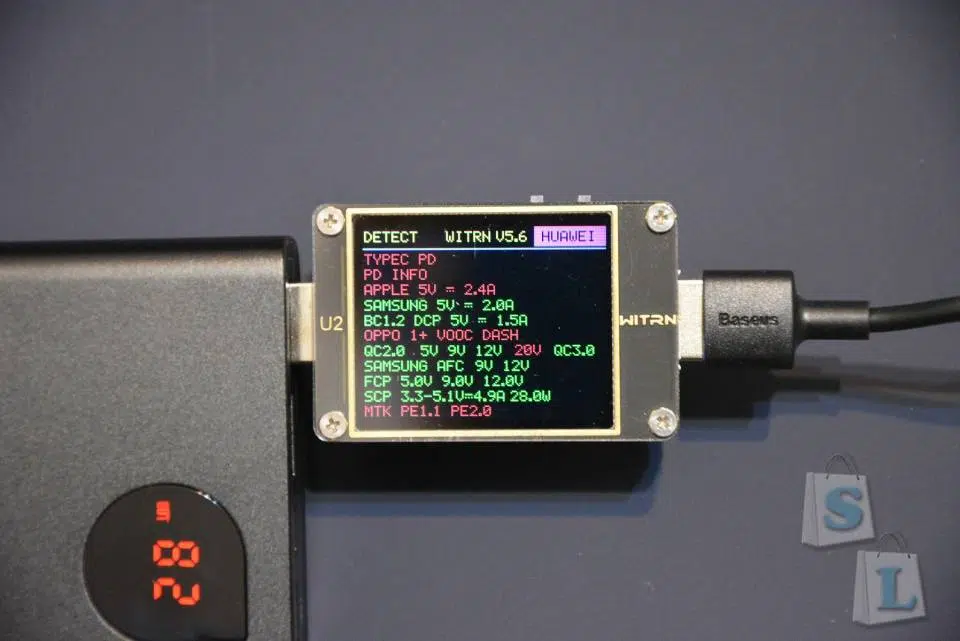 DETECT WITRN V5.6 HUAWEI
TYPEC PD
PD INFO
APPLE 5V = 2.4A
SAMSUNG 5V = 2.0A
BC1.2 DCP 5V = 1.5A
OPPO 1+ VOOC DASH
QC2.0 5V 9V 12V 20V QC3.0
SAMSUNG AFC 9V 12V
FCP 5.0V 9.0V 12.0V
SCP 3.3-5.1V=4.9A 28.0W
MTK PE1.1 PE2.0
U2
WITRN
Baseus
28
S
L